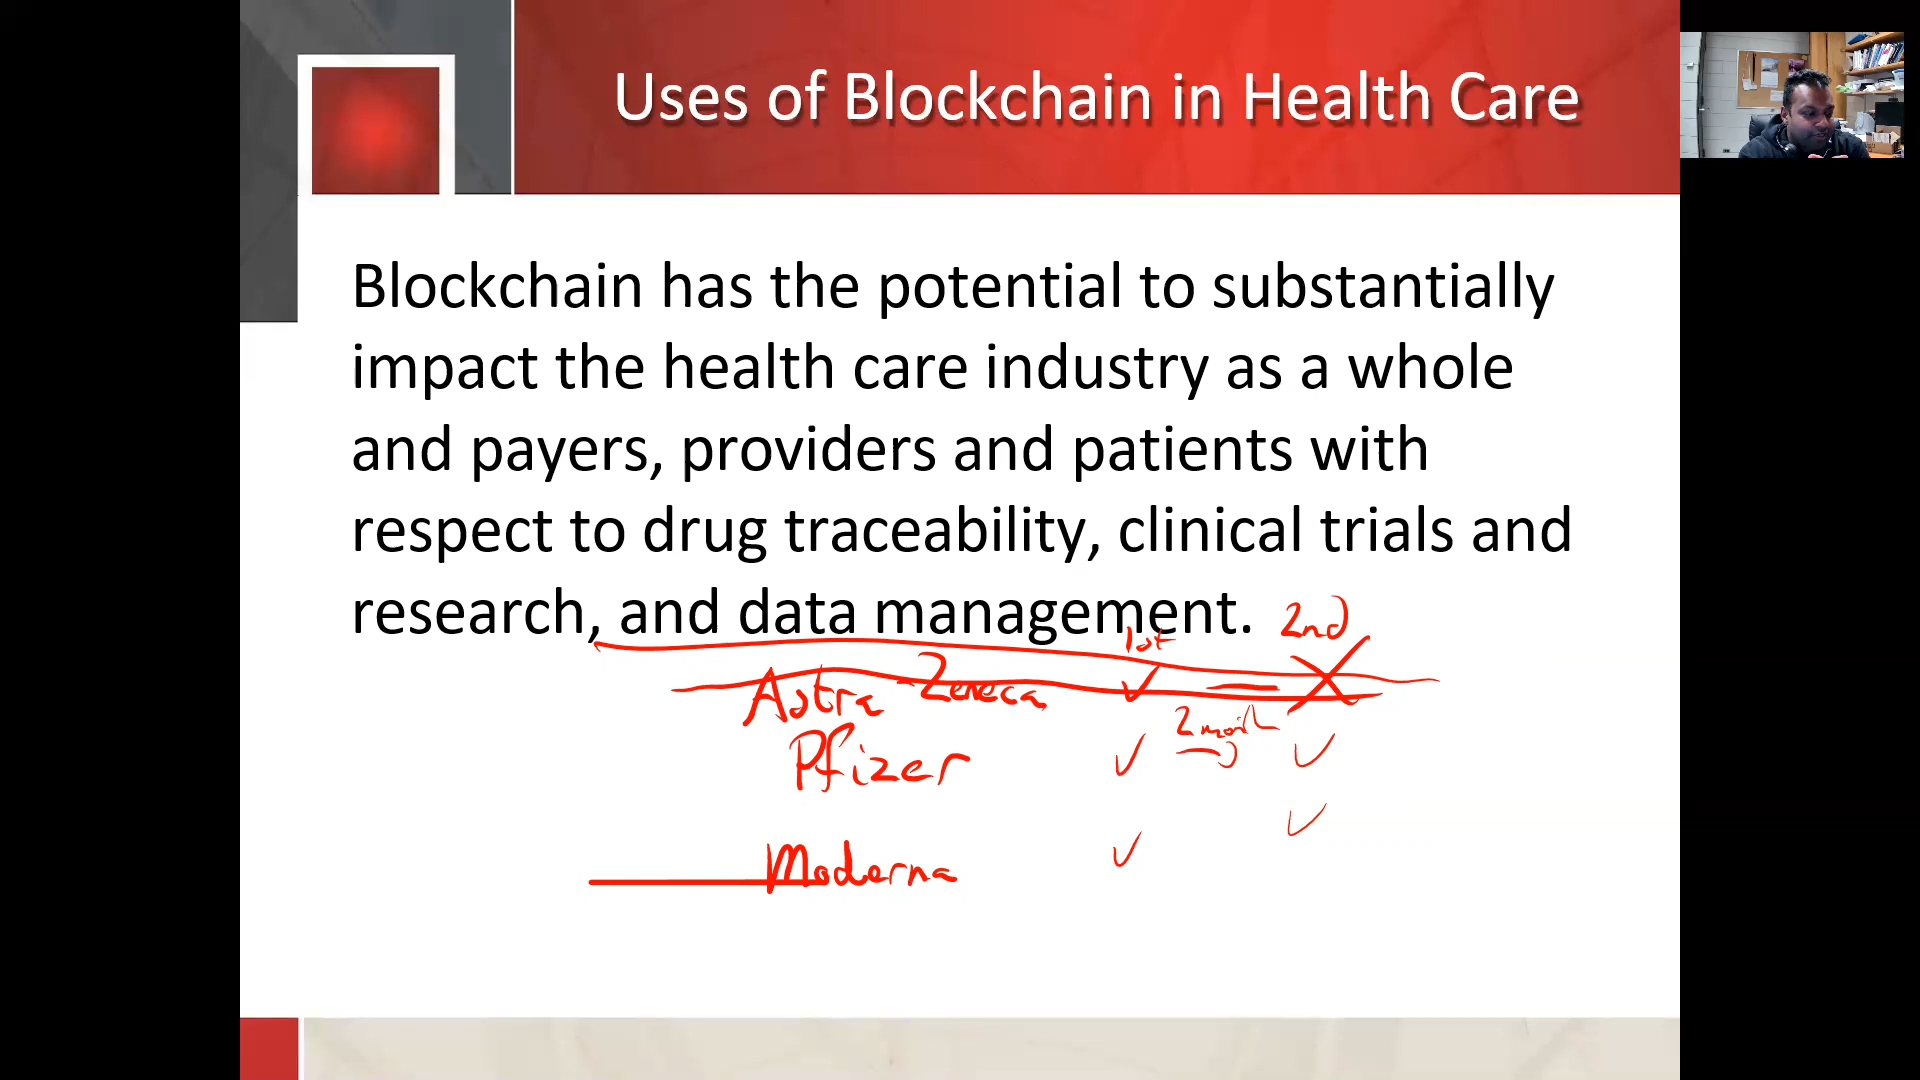 Uses of Blockchain in Health Care
Blockchain has the potential to substantially
impact the health care industry as a whole
and payers, providers and patients with
respect to drug traceability, clinical trials and
research, and data management.
1st 2nd
Astra-Zeneca
2 month
Pfizer
Moderna